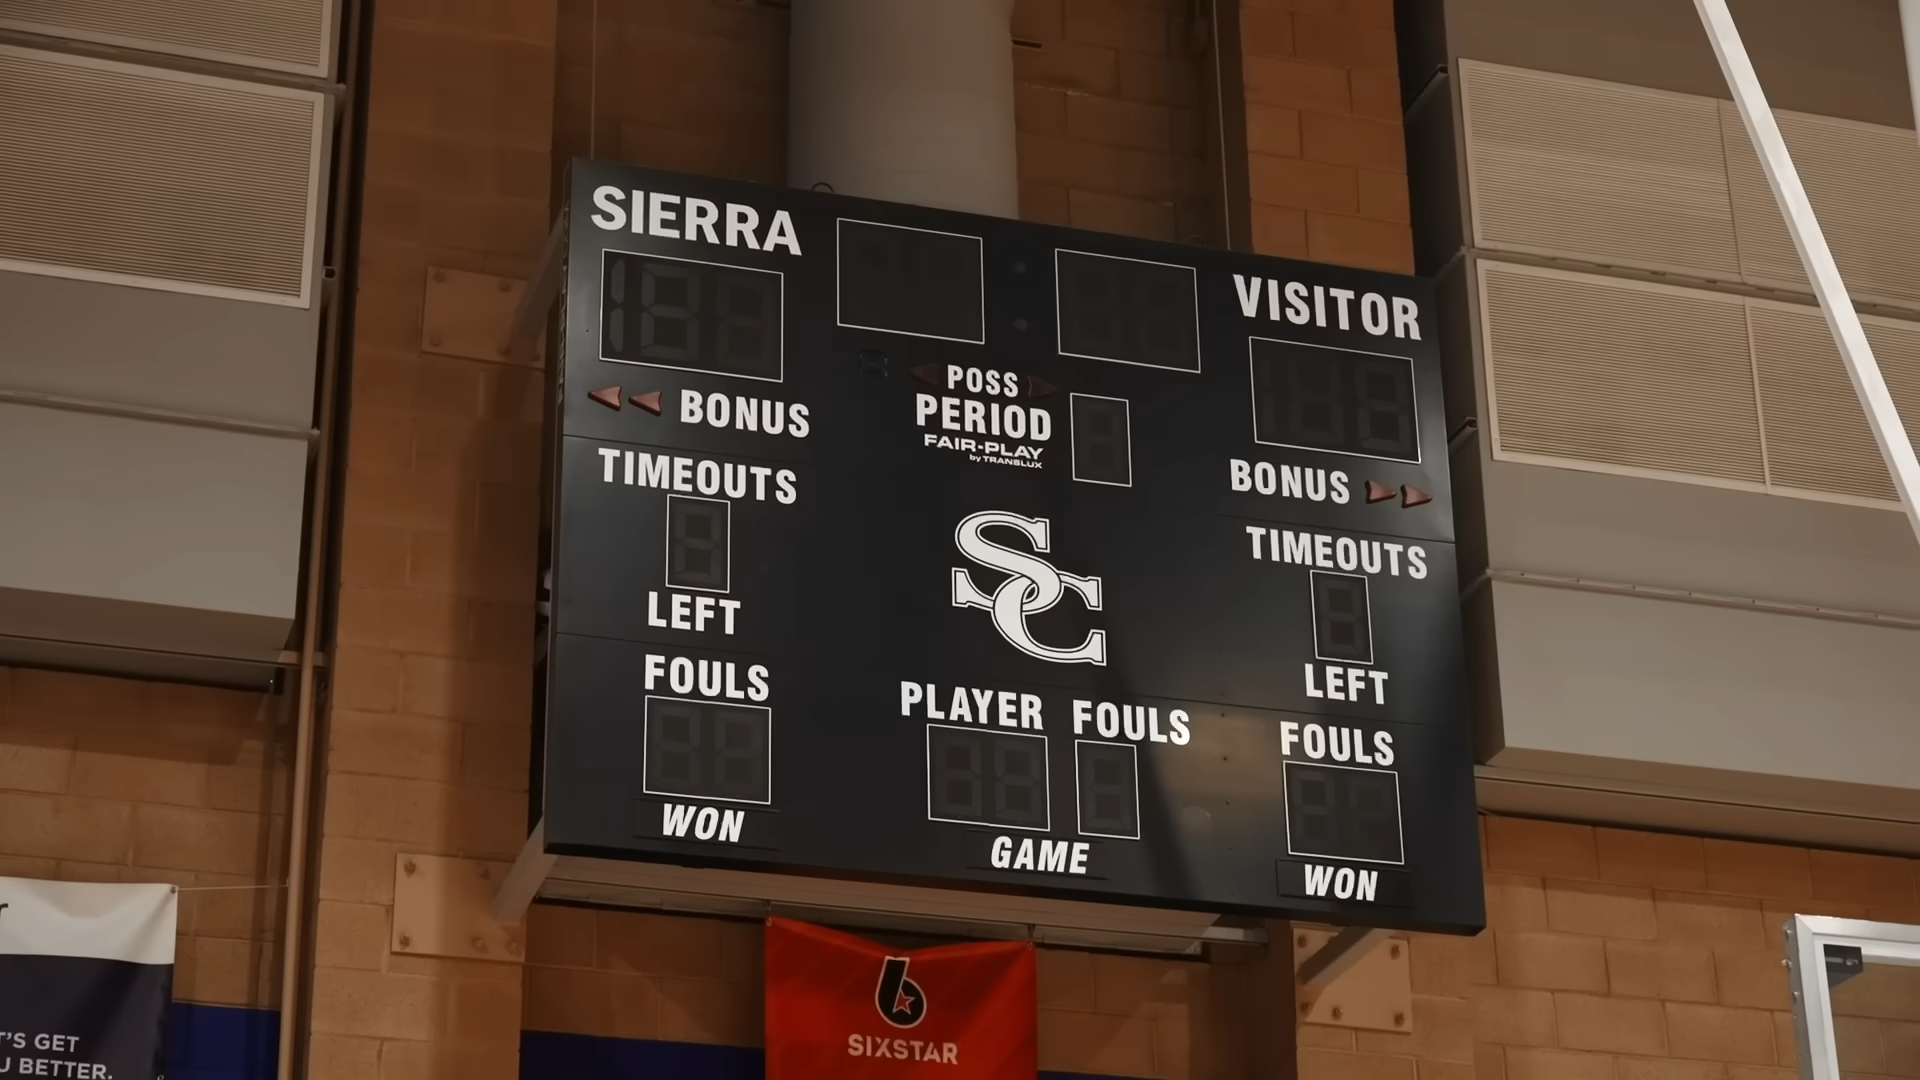 SIERRA
VISITOR
BONUS
POSS
PERIOD
FAIR-PLAY
by TRANSLUX
BONUS
TIMEOUTS
LEFT
TIMEOUTS
LEFT
SC
FOULS
WON
PLAYER FOULS
GAME
FOULS
WON
SIXSTAR
'S GET
BETTER.